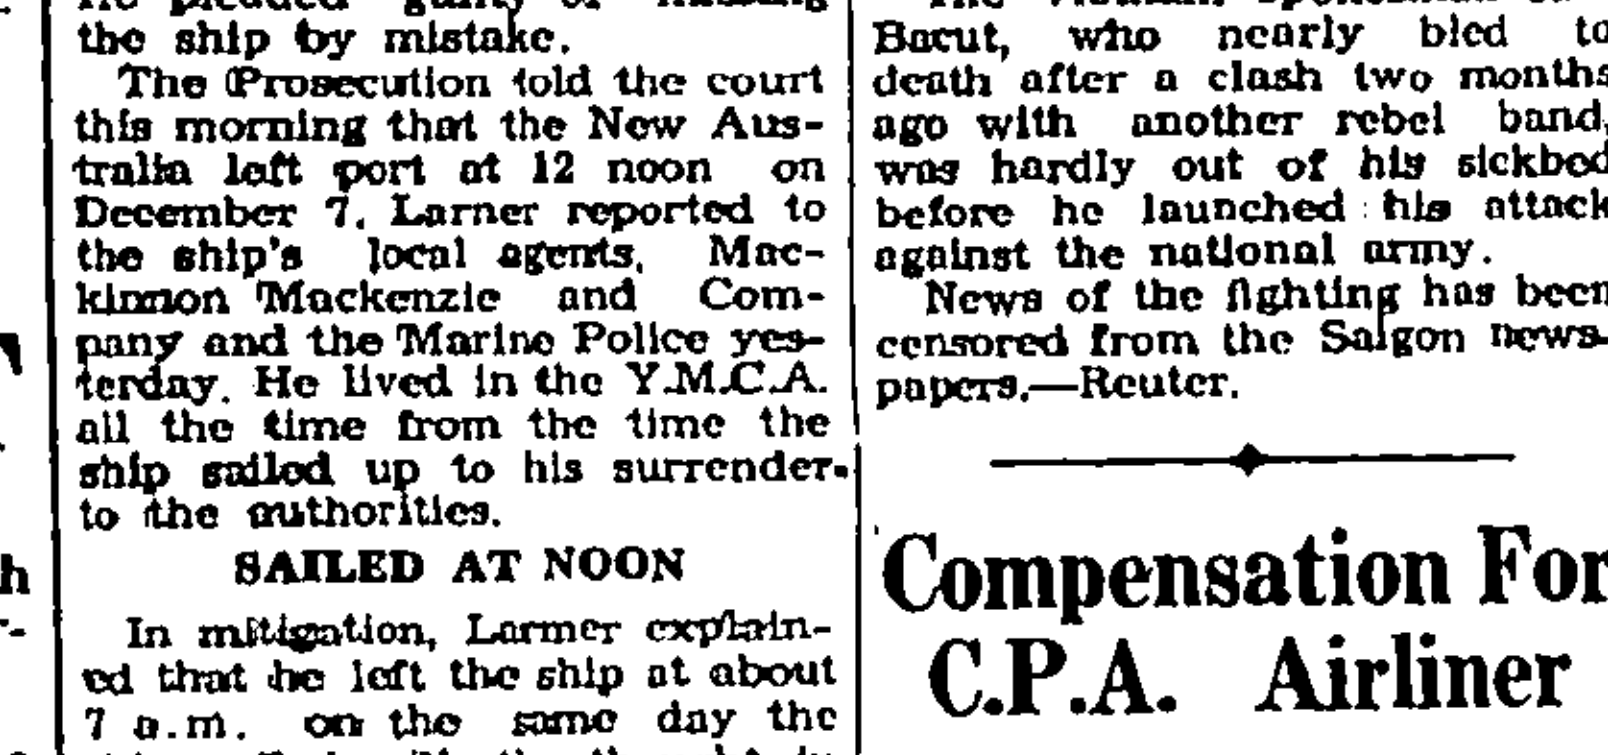 He pleaded guilty of missing
the ship by mistake.
The Prosecution told the court
this morning that the New Aus-
tralia left port at 12 noon on
December 7. Larner reported to
the ship's local agents, Mac-
kinnon Mackenzie and Com-
pany and the Marine Police yes-
terday. He lived in the Y.M.C.A.
all the time from the time the
ship sailed up to his surrender
to the authorities.
SAILED AT NOON
In mitigation, Larner explain-
ed that he left the ship at about
7 a.m. on the same day the
Bacut, who nearly bled to
death after a clash two months
ago with another rebel band,
was hardly out of his sickbed
before he launched his attack
against the national army.
News of the fighting has been
censored from the Saigon news-
papers.—Reuter.
Compensation For
C.P.A. Airliner